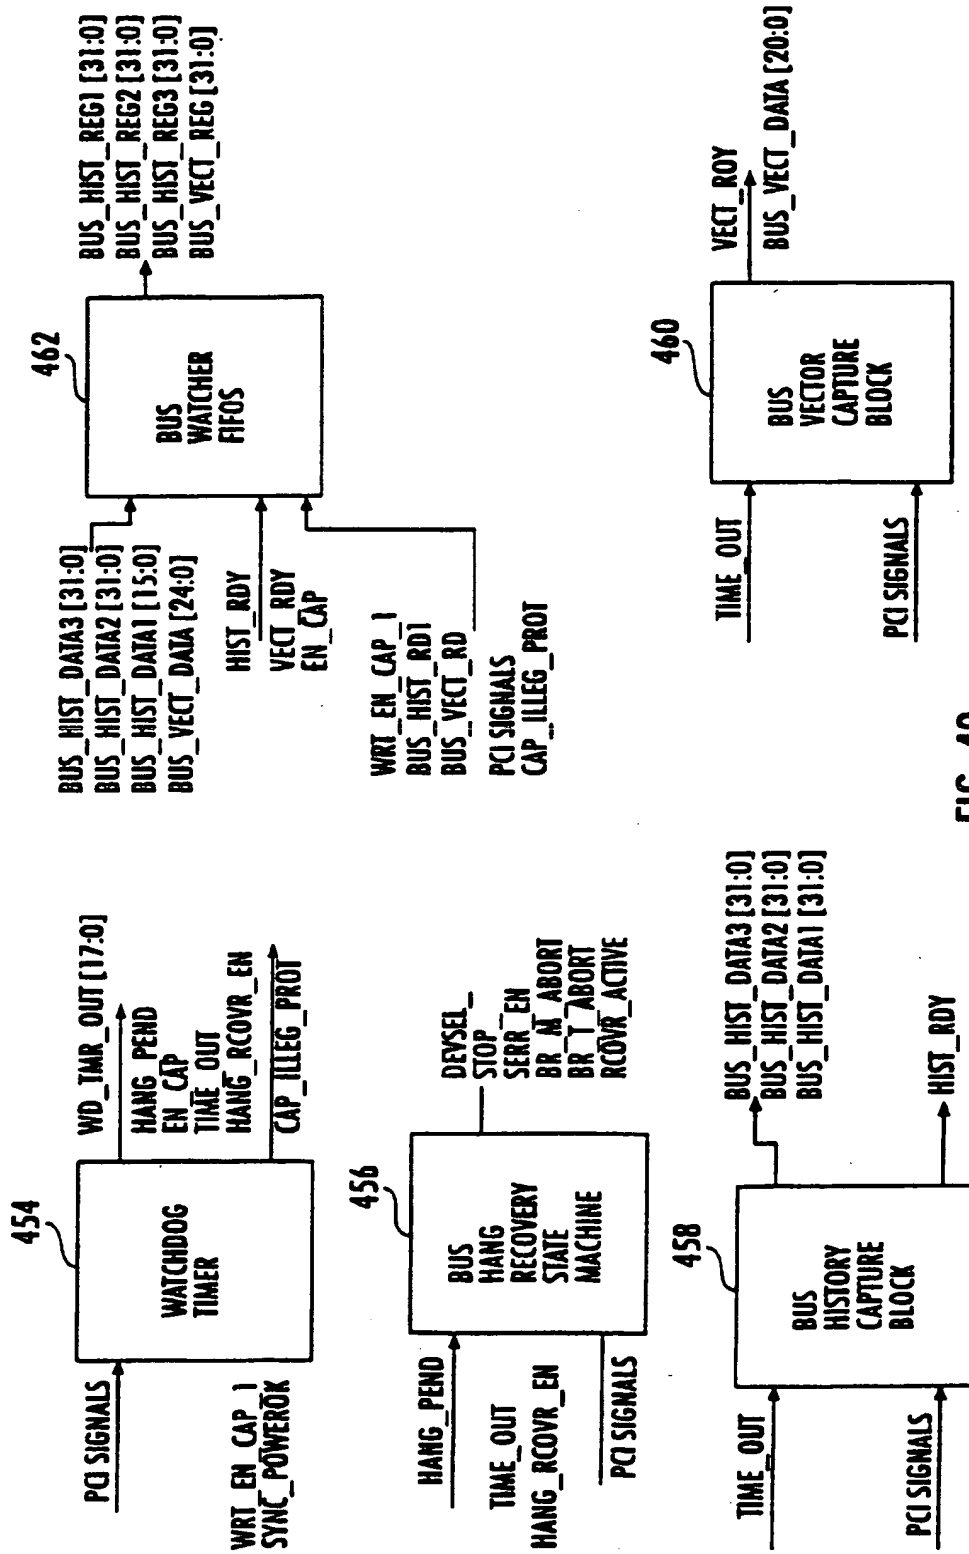 454
PCI SIGNALS
WRT_EN_CAP_1
SYNC_POWEROK
WATCHDOG
TIMER
WD_TMR_OUT [17:0]
HANG_PEND
EN_CAP
TIME_OUT
HANG_RCOVR_EN
CAP_ILLEG_PROT
456
HANG_PEND
TIME_OUT
HANG_RCOVR_EN
PCI SIGNALS
BUS
HANG
RECOVERY
STATE
MACHINE
DEVSEL_
STOP_
SERR_EN
BR_M_ABORT
BR_T_ABORT
RCOVR_ACTIVE
458
TIME_OUT
PCI SIGNALS
BUS
HISTORY
CAPTURE
BLOCK
BUS_HIST_DATA3 [31:0]
BUS_HIST_DATA2 [31:0]
BUS_HIST_DATA1 [31:0]
HIST_RDY
462
BUS_HIST_DATA3 [31:0]
BUS_HIST_DATA2 [31:0]
BUS_HIST_DATA1 [15:0]
BUS_VECT_DATA [24:0]
HIST_RDY
VECT_RDY
EN_CAP
WRT_EN_CAP_1
BUS_HIST_RD1
BUS_VECT_RD
PCI SIGNALS
CAP_ILLEG_PROT
BUS
WATCHER
FIFOS
BUS_HIST_REG1 [31:0]
BUS_HIST_REG2 [31:0]
BUS_HIST_REG3 [31:0]
BUS_VECT_REG [31:0]
460
TIME_OUT
PCI SIGNALS
BUS
VECTOR
CAPTURE
BLOCK
VECT_RDY
BUS_VECT_DATA [20:0]